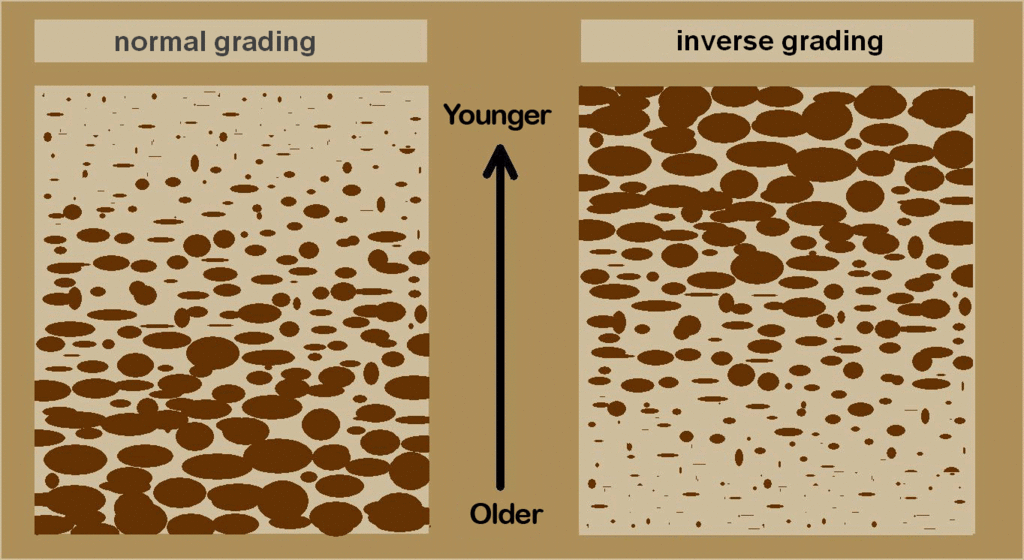 normal grading
inverse grading
Younger
Older